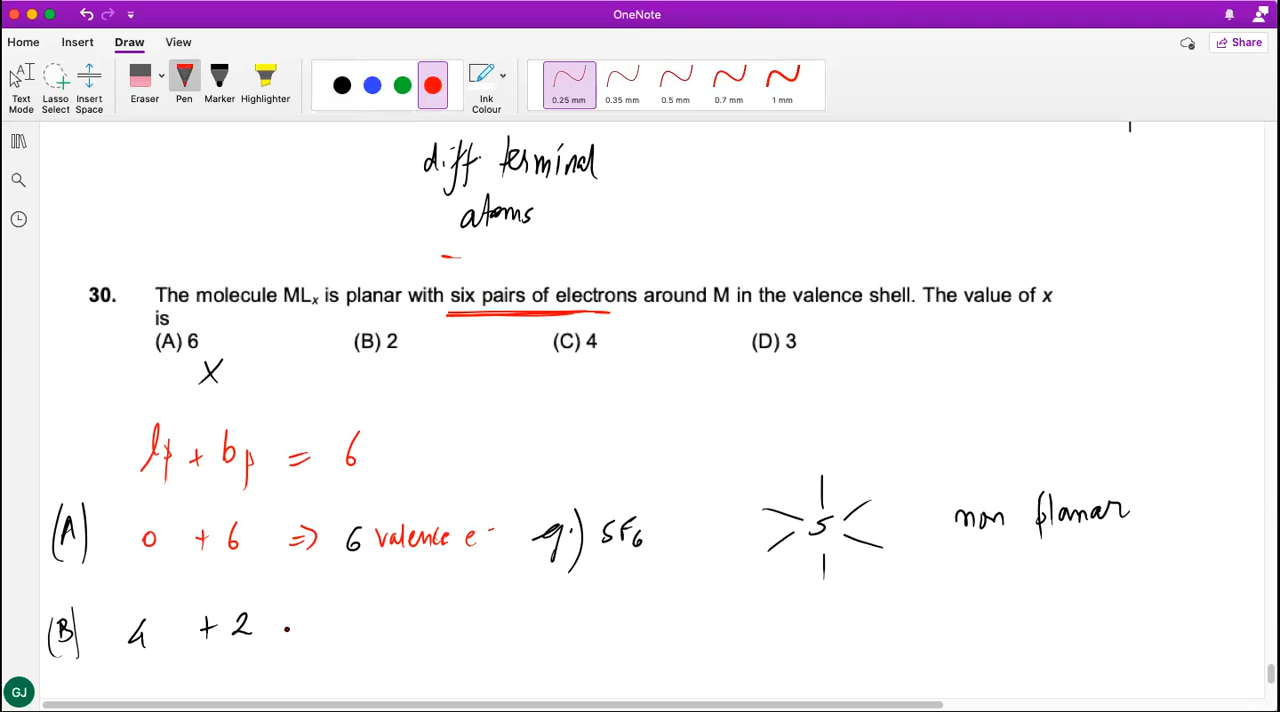 OneNote
Home Insert Draw View
Share
Text Mode
Lasso Select
Insert Space
Eraser
Pen
Marker
Highlighter
Ink Colour
0.25 mm 0.35 mm 0.5 mm 0.7 mm 1 mm
diff. terminal
atoms
30. The molecule MLx is planar with six pairs of electrons around M in the valence shell. The value of x
is
(A) 6 (B) 2 (C) 4 (D) 3
X
lp + bp = 6
(A) 0 + 6 ⇒ 6 valence e⁻ eg:) SF6 S non planar
(B) 4 + 2
GJ